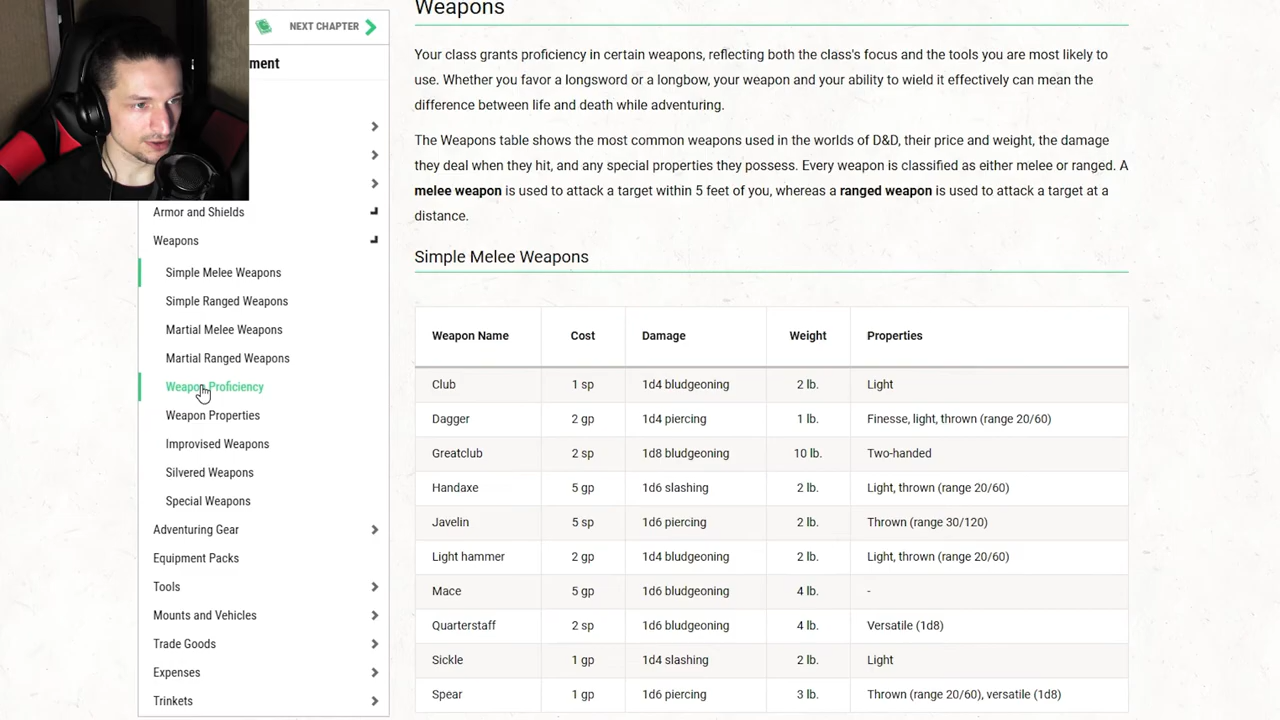 NEXT CHAPTER
ment
Armor and Shields
Weapons
Simple Melee Weapons
Simple Ranged Weapons
Martial Melee Weapons
Martial Ranged Weapons
Weapon Proficiency
Weapon Properties
Improvised Weapons
Silvered Weapons
Special Weapons
Adventuring Gear
Equipment Packs
Tools
Mounts and Vehicles
Trade Goods
Expenses
Trinkets
Weapons
Your class grants proficiency in certain weapons, reflecting both the class's focus and the tools you are most likely to
use. Whether you favor a longsword or a longbow, your weapon and your ability to wield it effectively can mean the
difference between life and death while adventuring.
The Weapons table shows the most common weapons used in the worlds of D&D, their price and weight, the damage
they deal when they hit, and any special properties they possess. Every weapon is classified as either melee or ranged. A
melee weapon is used to attack a target within 5 feet of you, whereas a ranged weapon is used to attack a target at a
distance.
Simple Melee Weapons
Weapon Name Cost Damage Weight Properties
Club 1 sp 1d4 bludgeoning 2 lb. Light
Dagger 2 gp 1d4 piercing 1 lb. Finesse, light, thrown (range 20/60)
Greatclub 2 sp 1d8 bludgeoning 10 lb. Two-handed
Handaxe 5 gp 1d6 slashing 2 lb. Light, thrown (range 20/60)
Javelin 5 sp 1d6 piercing 2 lb. Thrown (range 30/120)
Light hammer 2 gp 1d4 bludgeoning 2 lb. Light, thrown (range 20/60)
Mace 5 gp 1d6 bludgeoning 4 lb. -
Quarterstaff 2 sp 1d6 bludgeoning 4 lb. Versatile (1d8)
Sickle 1 gp 1d4 slashing 2 lb. Light
Spear 1 gp 1d6 piercing 3 lb. Thrown (range 20/60), versatile (1d8)